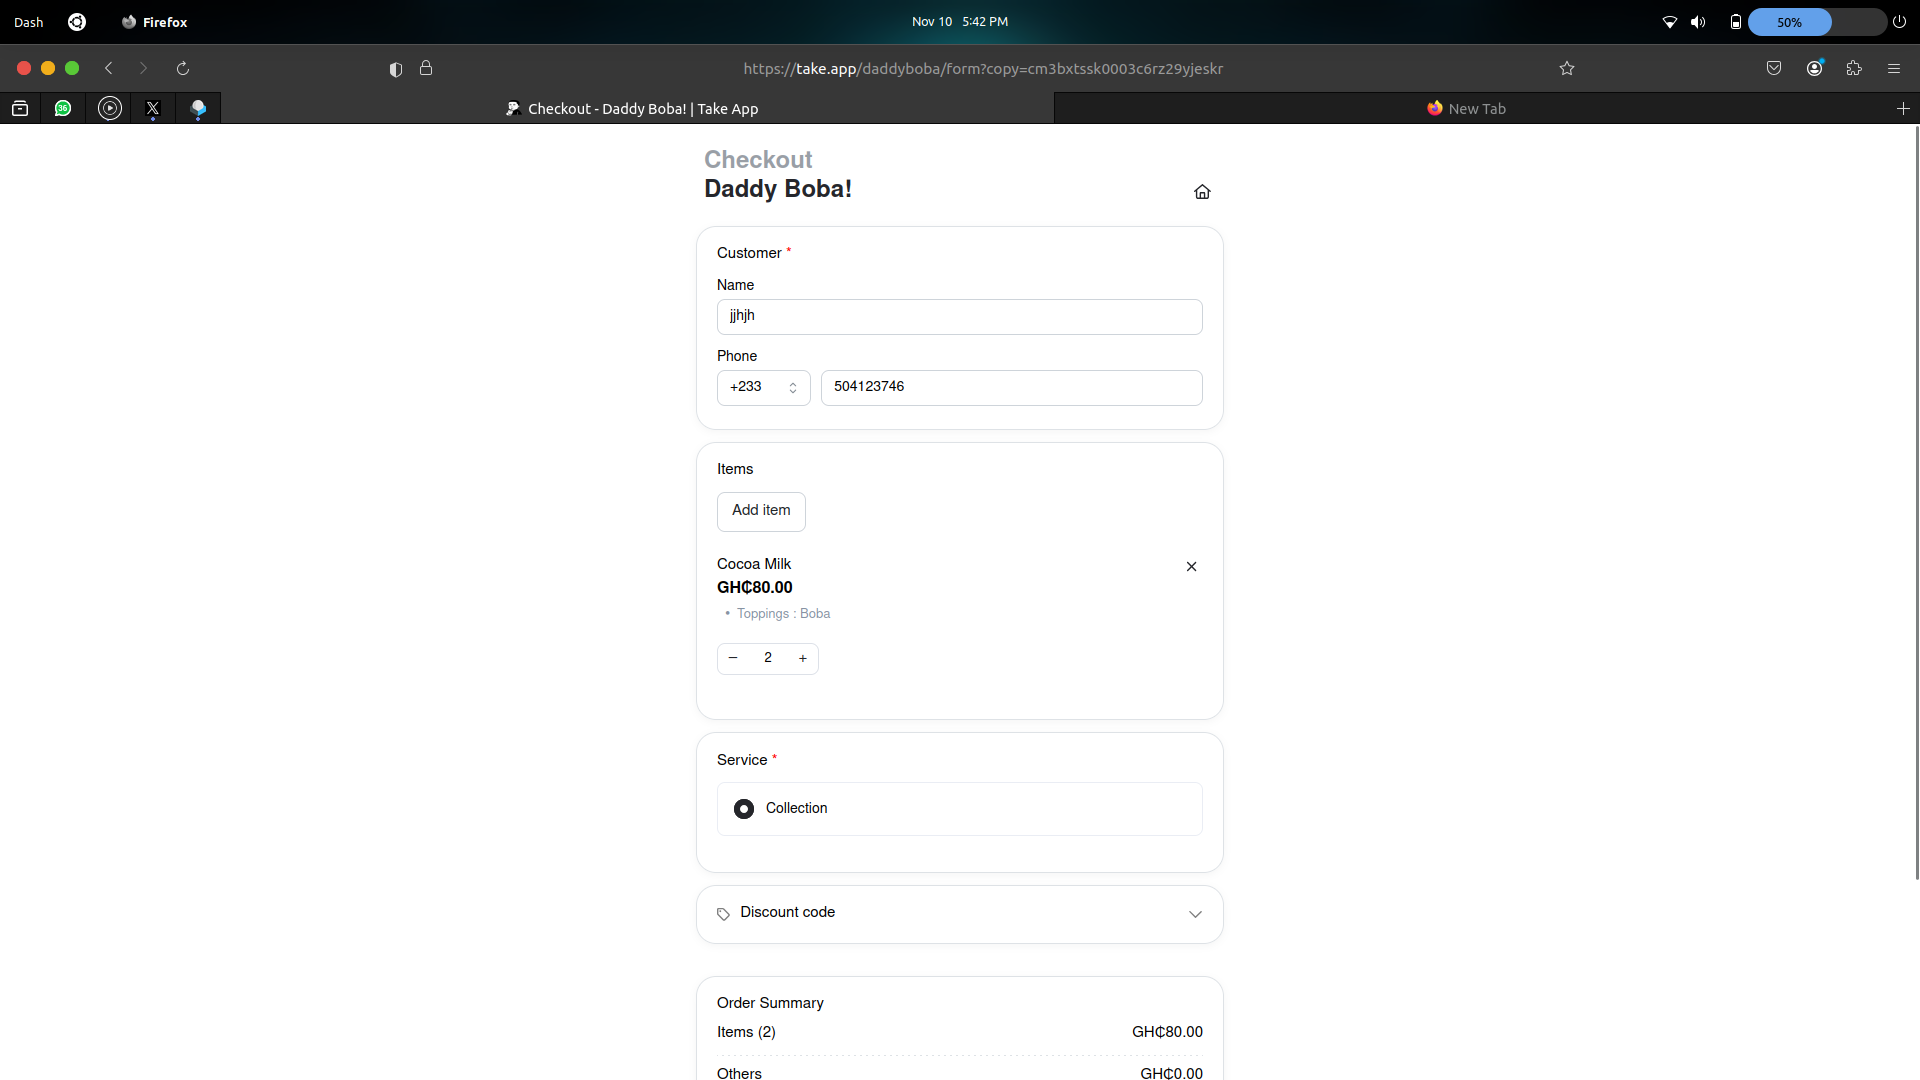 Dash
Firefox
Nov 10 5:42 PM
50%
https://take.app/daddyboba/form?copy=cm3bxtssk0003c6rz29yjeskr
36
Checkout - Daddy Boba! | Take App
New Tab
Checkout
Daddy Boba!
Customer *
Name
jjhjh
Phone
+233
504123746
Items
Add item
Cocoa Milk
GH₵80.00
• Toppings : Boba
− 2 +
Service *
Collection
Discount code
Order Summary
Items (2) GH₵80.00
Others GH₵0.00